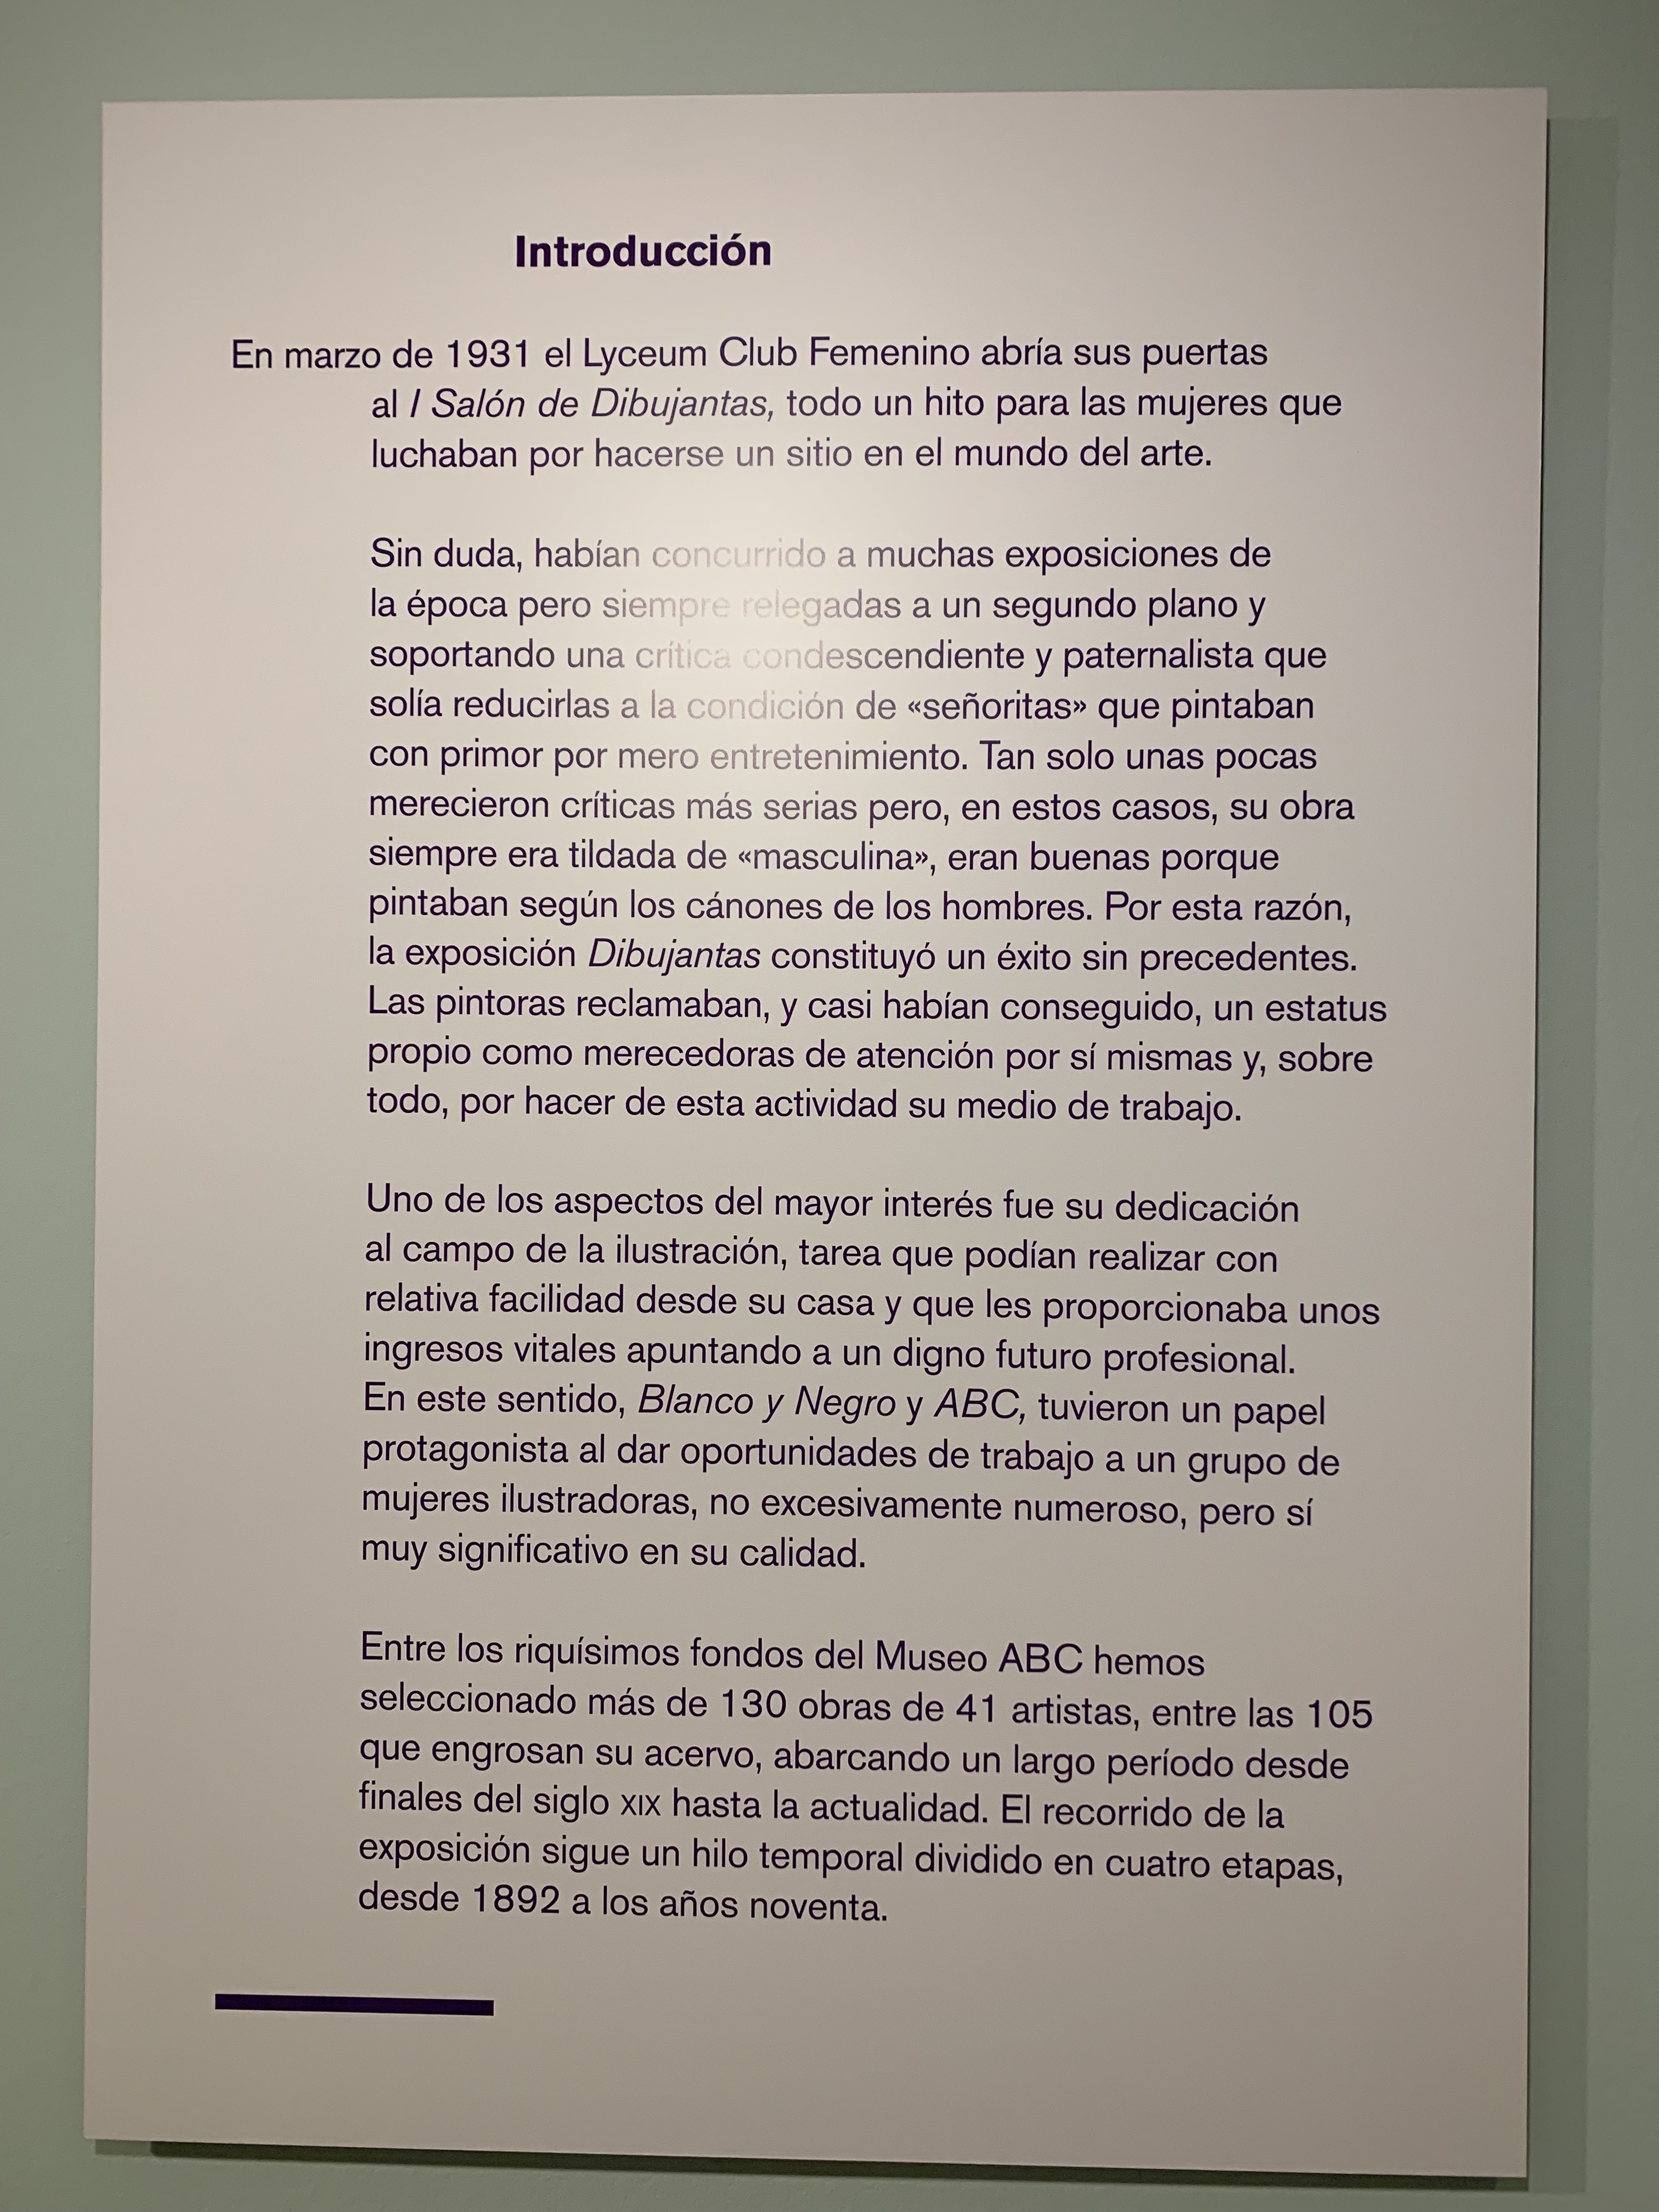 Introducción
En marzo de 1931 el Lyceum Club Femenino abría sus puertas
al I Salón de Dibujantas, todo un hito para las mujeres que
luchaban por hacerse un sitio en el mundo del arte.
Sin duda, habían concurrido a muchas exposiciones de
la época pero siempre relegadas a un segundo plano y
soportando una crítica condescendiente y paternalista que
solía reducirlas a la condición de «señoritas» que pintaban
con primor por mero entretenimiento. Tan solo unas pocas
merecieron críticas más serias pero, en estos casos, su obra
siempre era tildada de «masculina», eran buenas porque
pintaban según los cánones de los hombres. Por esta razón,
la exposición Dibujantas constituyó un éxito sin precedentes.
Las pintoras reclamaban, y casi habían conseguido, un estatus
propio como merecedoras de atención por sí mismas y, sobre
todo, por hacer de esta actividad su medio de trabajo.
Uno de los aspectos del mayor interés fue su dedicación
al campo de la ilustración, tarea que podían realizar con
relativa facilidad desde su casa y que les proporcionaba unos
ingresos vitales apuntando a un digno futuro profesional.
En este sentido, Blanco y Negro y ABC, tuvieron un papel
protagonista al dar oportunidades de trabajo a un grupo de
mujeres ilustradoras, no excesivamente numeroso, pero sí
muy significativo en su calidad.
Entre los riquísimos fondos del Museo ABC hemos
seleccionado más de 130 obras de 41 artistas, entre las 105
que engrosan su acervo, abarcando un largo período desde
finales del siglo XIX hasta la actualidad. El recorrido de la
exposición sigue un hilo temporal dividido en cuatro etapas,
desde 1892 a los años noventa.